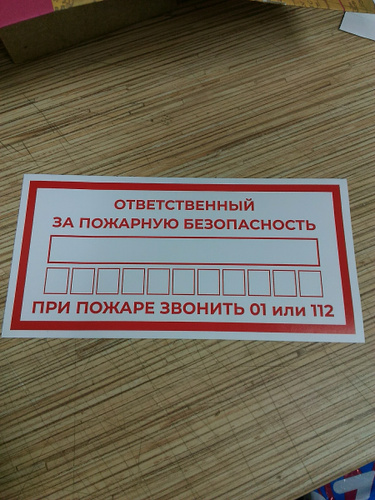 ОТВЕТСТВЕННЫЙ
ЗА ПОЖАРНУЮ БЕЗОПАСНОСТЬ
ПРИ ПОЖАРЕ ЗВОНИТЬ 01 или 112